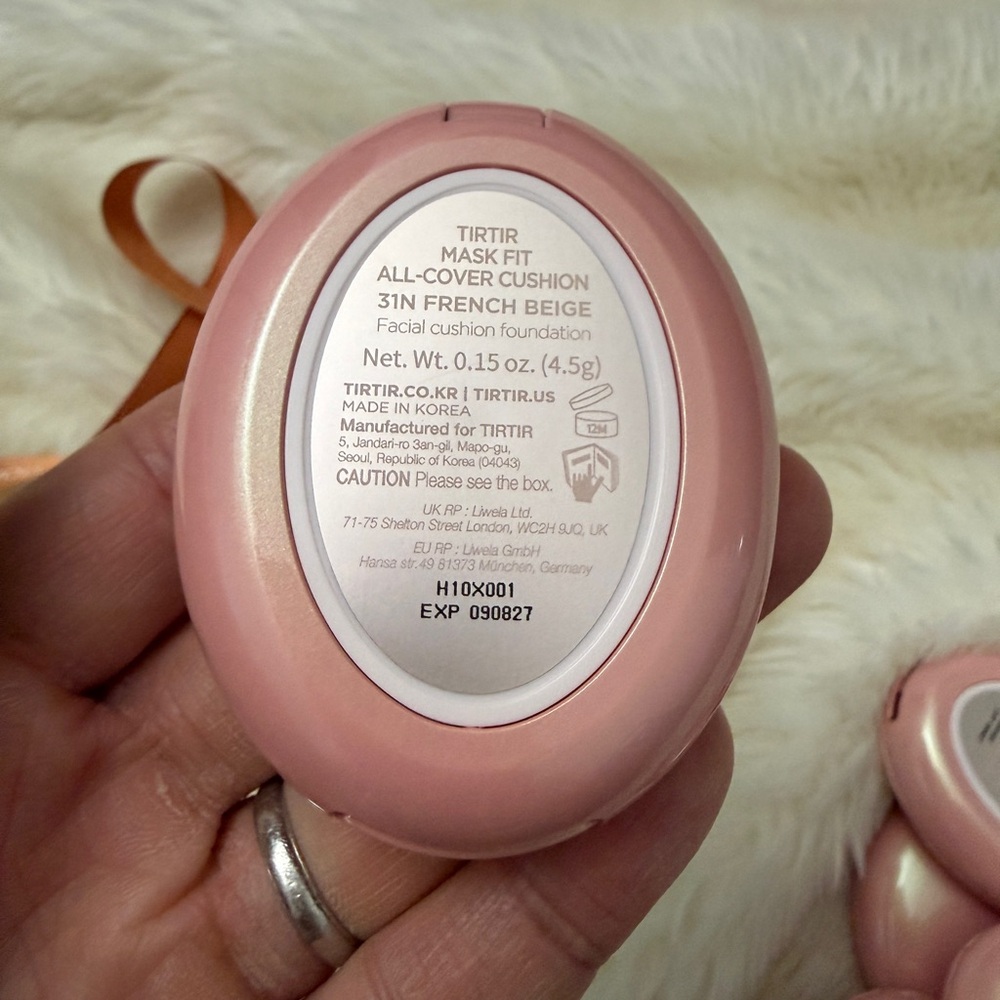 TIRTIR
MASK FIT
ALL-COVER CUSHION
31N FRENCH BEIGE
Facial cushion foundation
Net. Wt. 0.15 oz. (4.5g)
TIRTIR.CO.KR | TIRTIR.US
MADE IN KOREA
12M
Manufactured for TIRTIR
5, Jandari-ro 3an-gil, Mapo-gu,
Seoul, Republic of Korea (04043)
CAUTION Please see the box.
UK RP : Liwela Ltd.
71-75 Shelton Street London, WC2H 9JQ, UK
EU RP : Liwela GmbH
Hansa str.49 81373 München, Germany
H10X001
EXP 090827